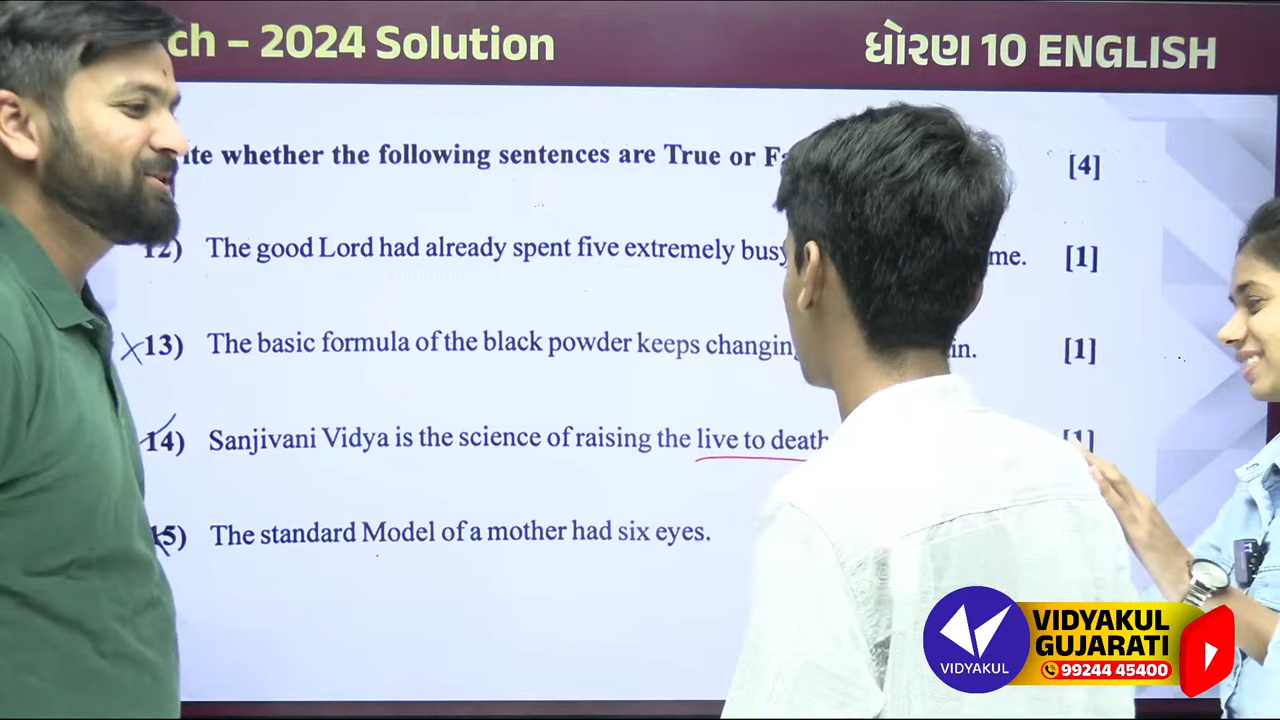 ch – 2024 Solution
ધોરણ 10 ENGLISH
ite whether the following sentences are True or Fa [4]
12) The good Lord had already spent five extremely busy me. [1]
13) The basic formula of the black powder keeps changing in. [1]
14) Sanjivani Vidya is the science of raising the live to death [1]
15) The standard Model of a mother had six eyes.
VIDYAKUL
VIDYAKUL
GUJARATI
99244 45400